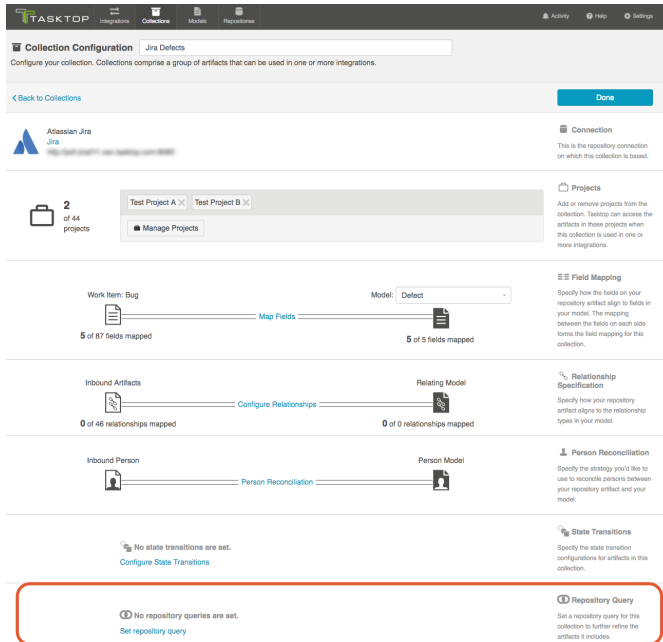 TASKTOP
Integrations
Collections
Models
Repositories
Activity
Help
Settings
Collection Configuration
Jira Defects
Configure your collection. Collections comprise a group of artifacts that can be used in one or more integrations.
Back to Collections
Done
Atlassian Jira
Jira
Connection
This is the repository connection
on which this collection is based.
2
of 44
projects
Test Project A
Test Project B
Manage Projects
Projects
Add or remove projects from the
collection. Tasktop can access the
artifacts in these projects when
this collection is used in one or
more integrations.
Work Item: Bug
Map Fields
Model: Defect
5 of 87 fields mapped
5 of 5 fields mapped
Field Mapping
Specify how the fields on your
repository artifact align to fields in
your model. The mapping
between the fields on each side
forms the field mapping for this
collection.
Inbound Artifacts
Configure Relationships
Relating Model
0 of 46 relationships mapped
0 of 0 relationships mapped
Relationship
Specification
Specify how your repository
artifact aligns to the relationship
types in your model.
Inbound Person
Person Reconciliation
Person Model
Person Reconciliation
Specify the strategy you'd like to
use to reconcile persons between
your repository artifact and your
model.
No state transitions are set.
Configure State Transitions
State Transitions
Specify the state transition
configurations for artifacts in this
collection.
No repository queries are set.
Set repository query
Repository Query
Set a repository query for this
collection to further refine the
artifacts it includes.